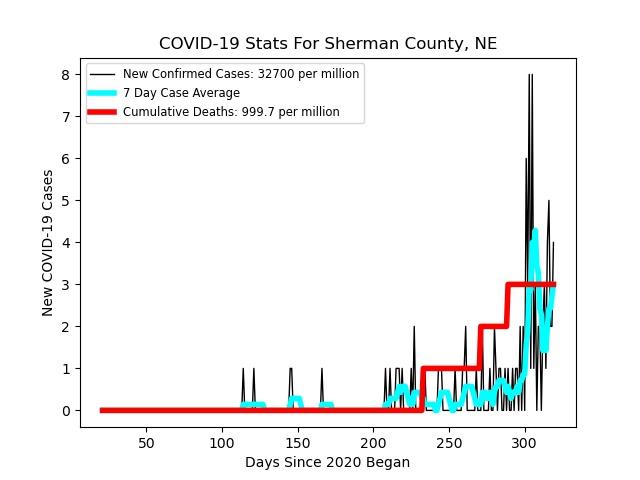 COVID-19 Stats For Sherman County, NE
New Confirmed Cases: 32700 per million
7 Day Case Average
Cumulative Deaths: 999.7 per million
New COVID-19 Cases
8
7
6
5
4
3
2
1
0
50 100 150 200 250 300
Days Since 2020 Began